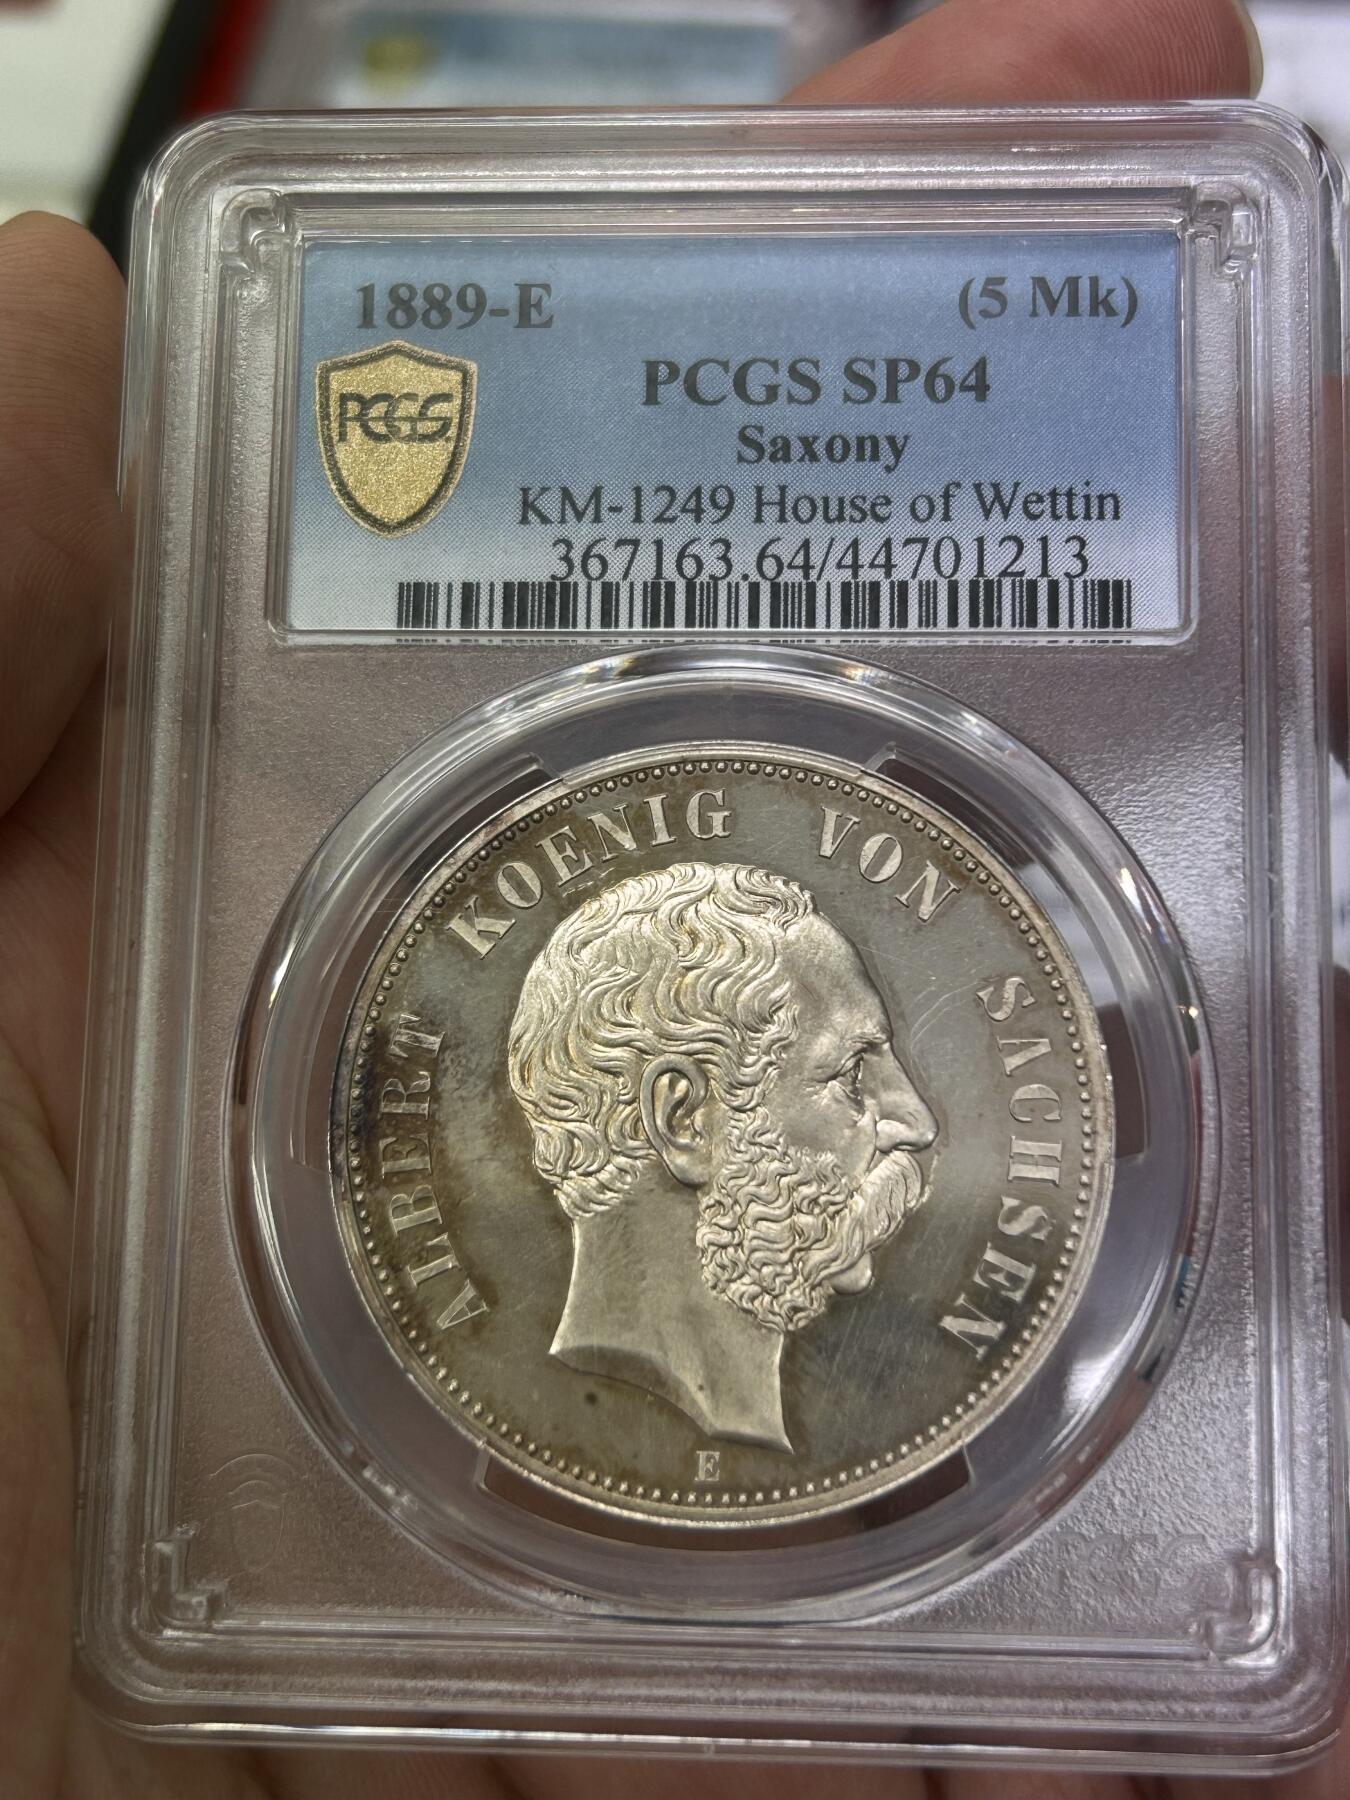 1889-E (5 Mk)
PCGS
PCGS SP64
Saxony
KM-1249 House of Wettin
367163.64/44701213
ALBERT KOENIG VON SACHSEN
E
PCGS